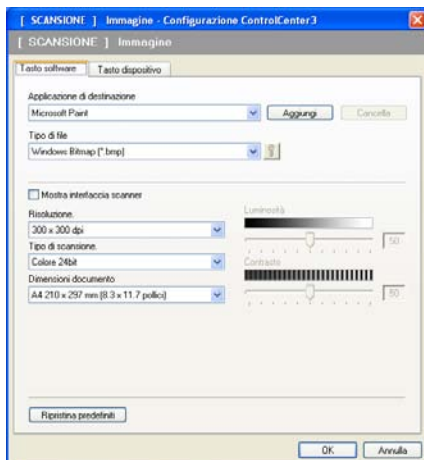 [ SCANSIONE ] Immagine - Configurazione ControlCenter3
[ SCANSIONE ] Immagine
Tasto software Tasto dispositivo
Applicazione di destinazione
Microsoft Paint Aggiungi Cancella
Tipo di file
Windows Bitmap (*.bmp)
Mostra interfaccia scanner
Risoluzione. Luminosità
300 x 300 dpi
50
Tipo di scansione.
Colore 24bit Contrasto
Dimensioni documento
A4 210 x 297 mm (8.3 x 11.7 pollici) 50
Ripristina predefiniti
OK Annulla